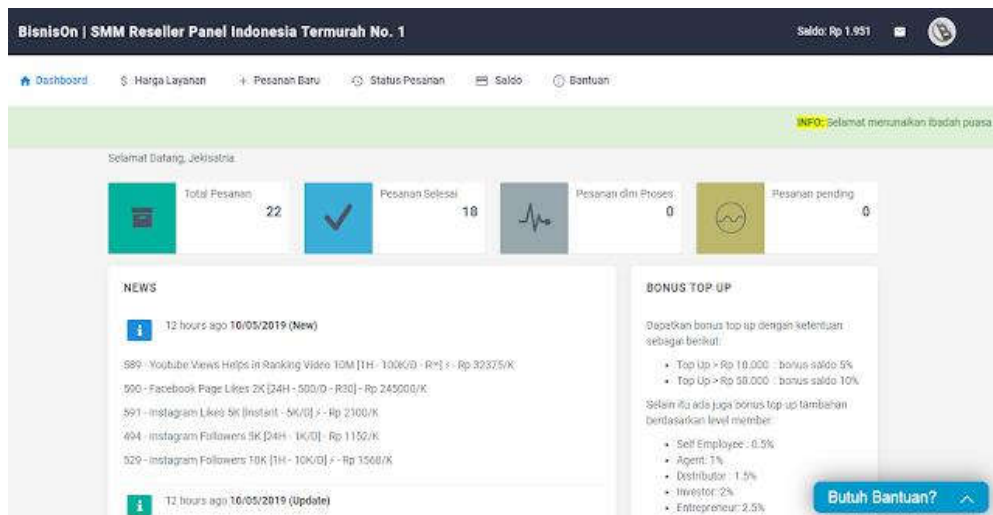 BisnisOn | SMM Reseller Panel Indonesia Termurah No. 1
Saldo: Rp 1.951
Dashboard
$ Harga Layanan
+ Pesanan Baru
Status Pesanan
Saldo
Bantuan
INFO: Selamat menunaikan ibadah puasa
Selamat Datang, Jekisatria.
Total Pesanan
22
Pesanan Selesai
18
Pesanan dlm Proses
0
Pesanan pending
0
NEWS
12 hours ago 10/05/2019 (New)
589 - Youtube Views Helps in Ranking Video 10M [1H - 100K/D - R∞] ⚡ - Rp 32375/K
590 - Facebook Page Likes 2K [24H - 500/D - R30] - Rp 245000/K
591 - Instagram Likes 5K [Instant - 5K/D] ⚡ - Rp 2100/K
494 - Instagram Followers 5K [24H - 1K/D] - Rp 1152/K
529 - Instagram Followers 10K [1H - 10K/D] ⚡ - Rp 1568/K
12 hours ago 10/05/2019 (Update)
BONUS TOP UP
Dapatkan bonus top up dengan ketentuan
sebagai berikut:
• Top Up > Rp 10.000 : bonus saldo 5%
• Top Up > Rp 50.000 : bonus saldo 10%
Selain itu ada juga bonus top up tambahan
berdasarkan level member:
• Self Employee : 0.5%
• Agent: 1%
• Distributor : 1.5%
• Investor: 2%
• Entrepreneur: 2.5%
Butuh Bantuan?